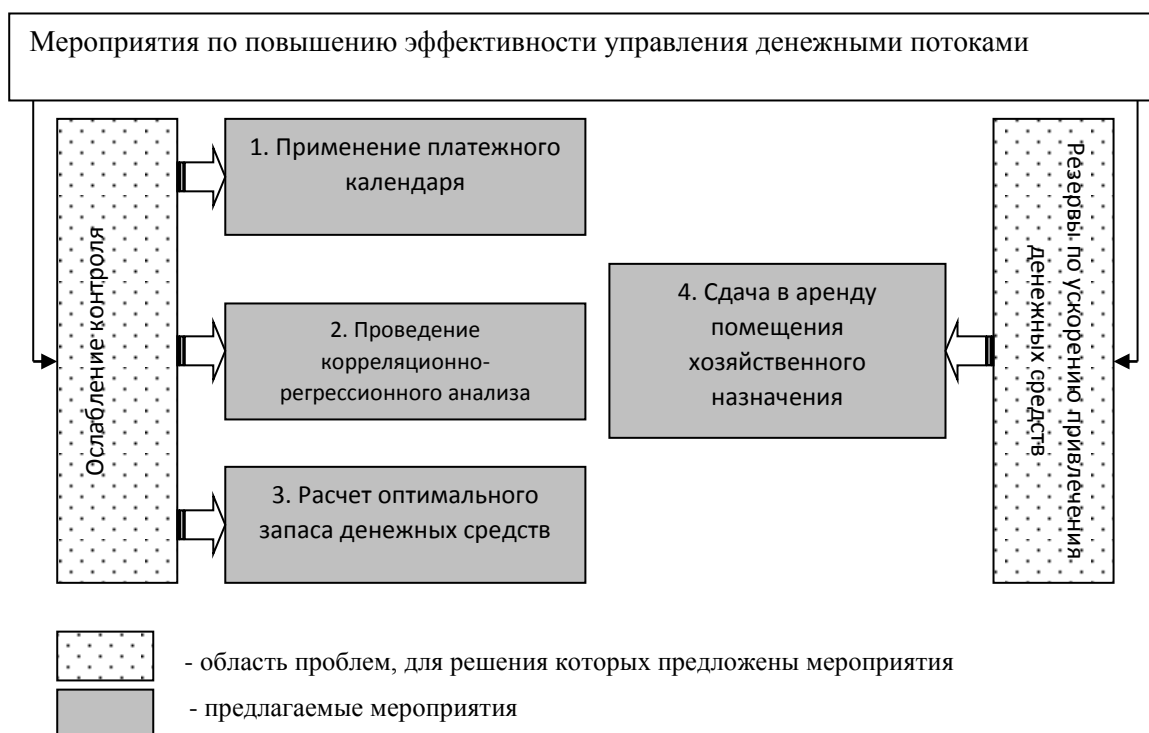 Мероприятия по повышению эффективности управления денежными потоками
Ослабление контроля
1. Применение платежного
календаря
2. Проведение
корреляционно-
регрессионного анализа
3. Расчет оптимального
запаса денежных средств
4. Сдача в аренду
помещения
хозяйственного
назначения
Резервы по ускорению привлечения
денежных средств
- область проблем, для решения которых предложены мероприятия
- предлагаемые мероприятия